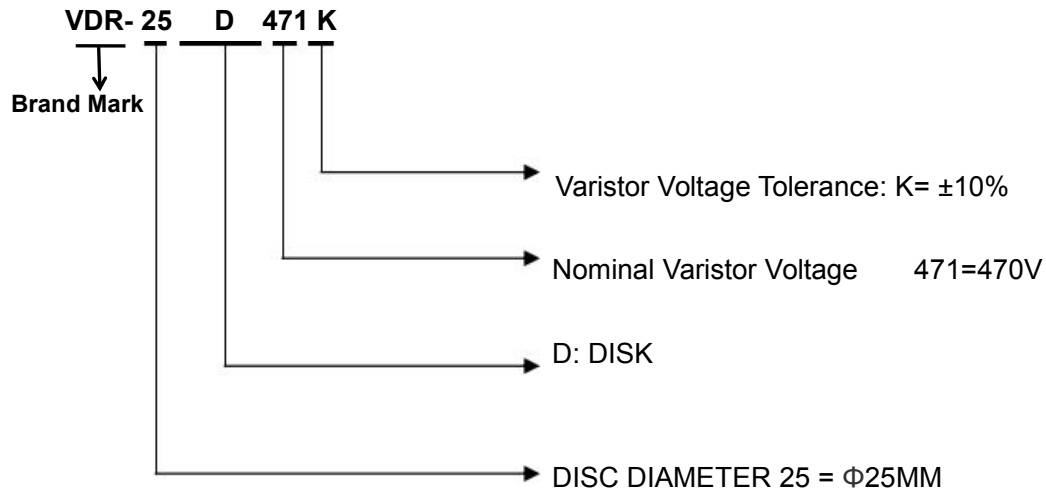 VDR- 25 D 471 K
Brand Mark
Varistor Voltage Tolerance: K= ±10%
Nominal Varistor Voltage 471=470V
D: DISK
DISC DIAMETER 25 = Φ25MM